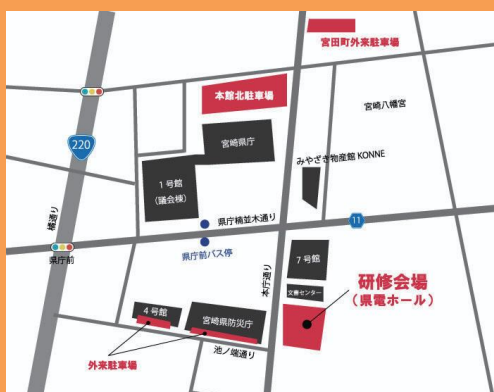 宮田町外来駐車場
本館北駐車場
宮崎県庁
宮崎八幡宮
みやざき物産館 KONNE
220
1号館
(議会棟)
橘通り
県庁楠並木通り
11
県庁前
県庁前バス停
本庁通り
7号館
文書センター
研修会場
(県電ホール)
4号館
宮崎県防災庁
池ノ端通り
外来駐車場